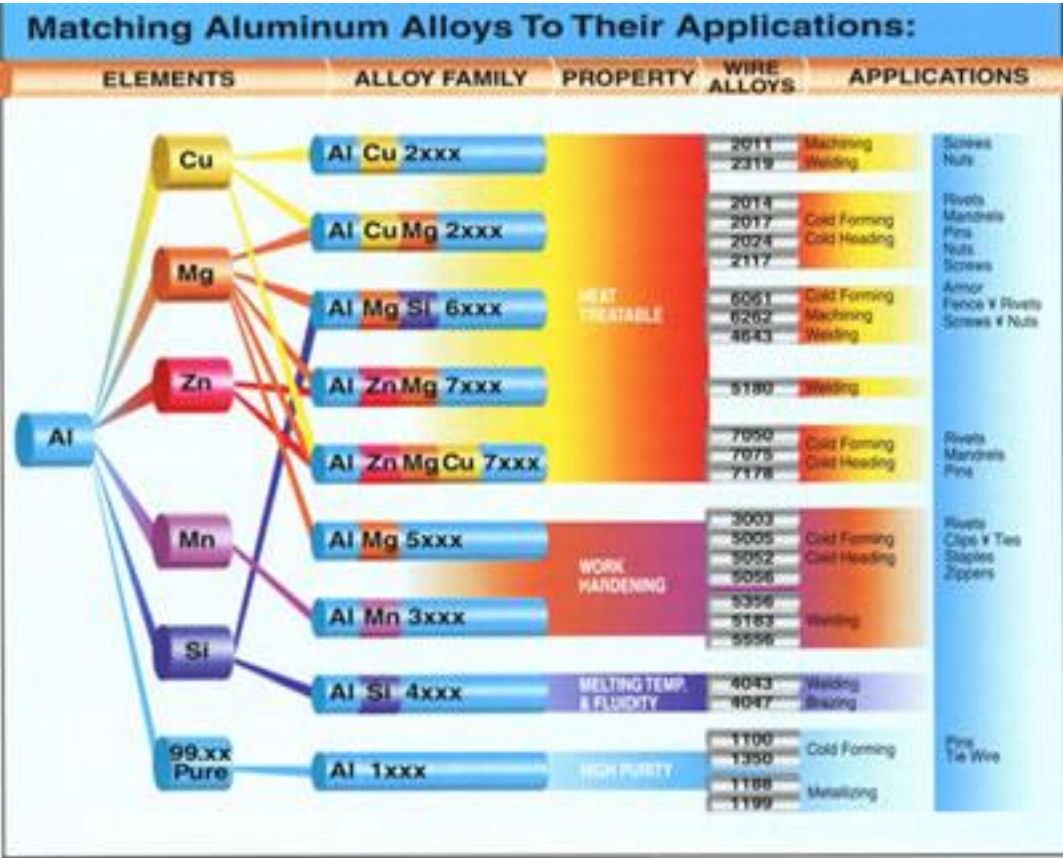 Matching Aluminum Alloys To Their Applications:
ELEMENTS
ALLOY FAMILY
PROPERTY
WIRE
ALLOYS
APPLICATIONS
Al
Cu
Mg
Zn
Mn
Si
99.xx
Pure
Al Cu 2xxx
Al Cu Mg 2xxx
Al Mg Si 6xxx
Al Zn Mg 7xxx
Al Zn Mg Cu 7xxx
Al Mg 5xxx
Al Mn 3xxx
Al Si 4xxx
Al 1xxx
HEAT
TREATABLE
WORK
HARDENING
MELTING TEMP.
& FLUIDITY
HIGH PURITY
2011
2319
2014
2017
2024
2117
6061
6262
4643
5180
7050
7075
7178
3003
5005
5052
5056
5356
5183
5556
4043
4047
1100
1350
1188
1199
Machining
Welding
Cold Forming
Cold Heading
Cold Forming
Machining
Welding
Welding
Cold Forming
Cold Heading
Cold Forming
Cold Heading
Welding
Welding
Brazing
Cold Forming
Metallizing
Screws
Nuts
Rivets
Mandrels
Pins
Nuts
Screws
Armor
Fence ¥ Rivets
Screws ¥ Nuts
Rivets
Mandrels
Pins
Rivets
Clips ¥ Ties
Staples
Zippers
Pins
Tie Wire